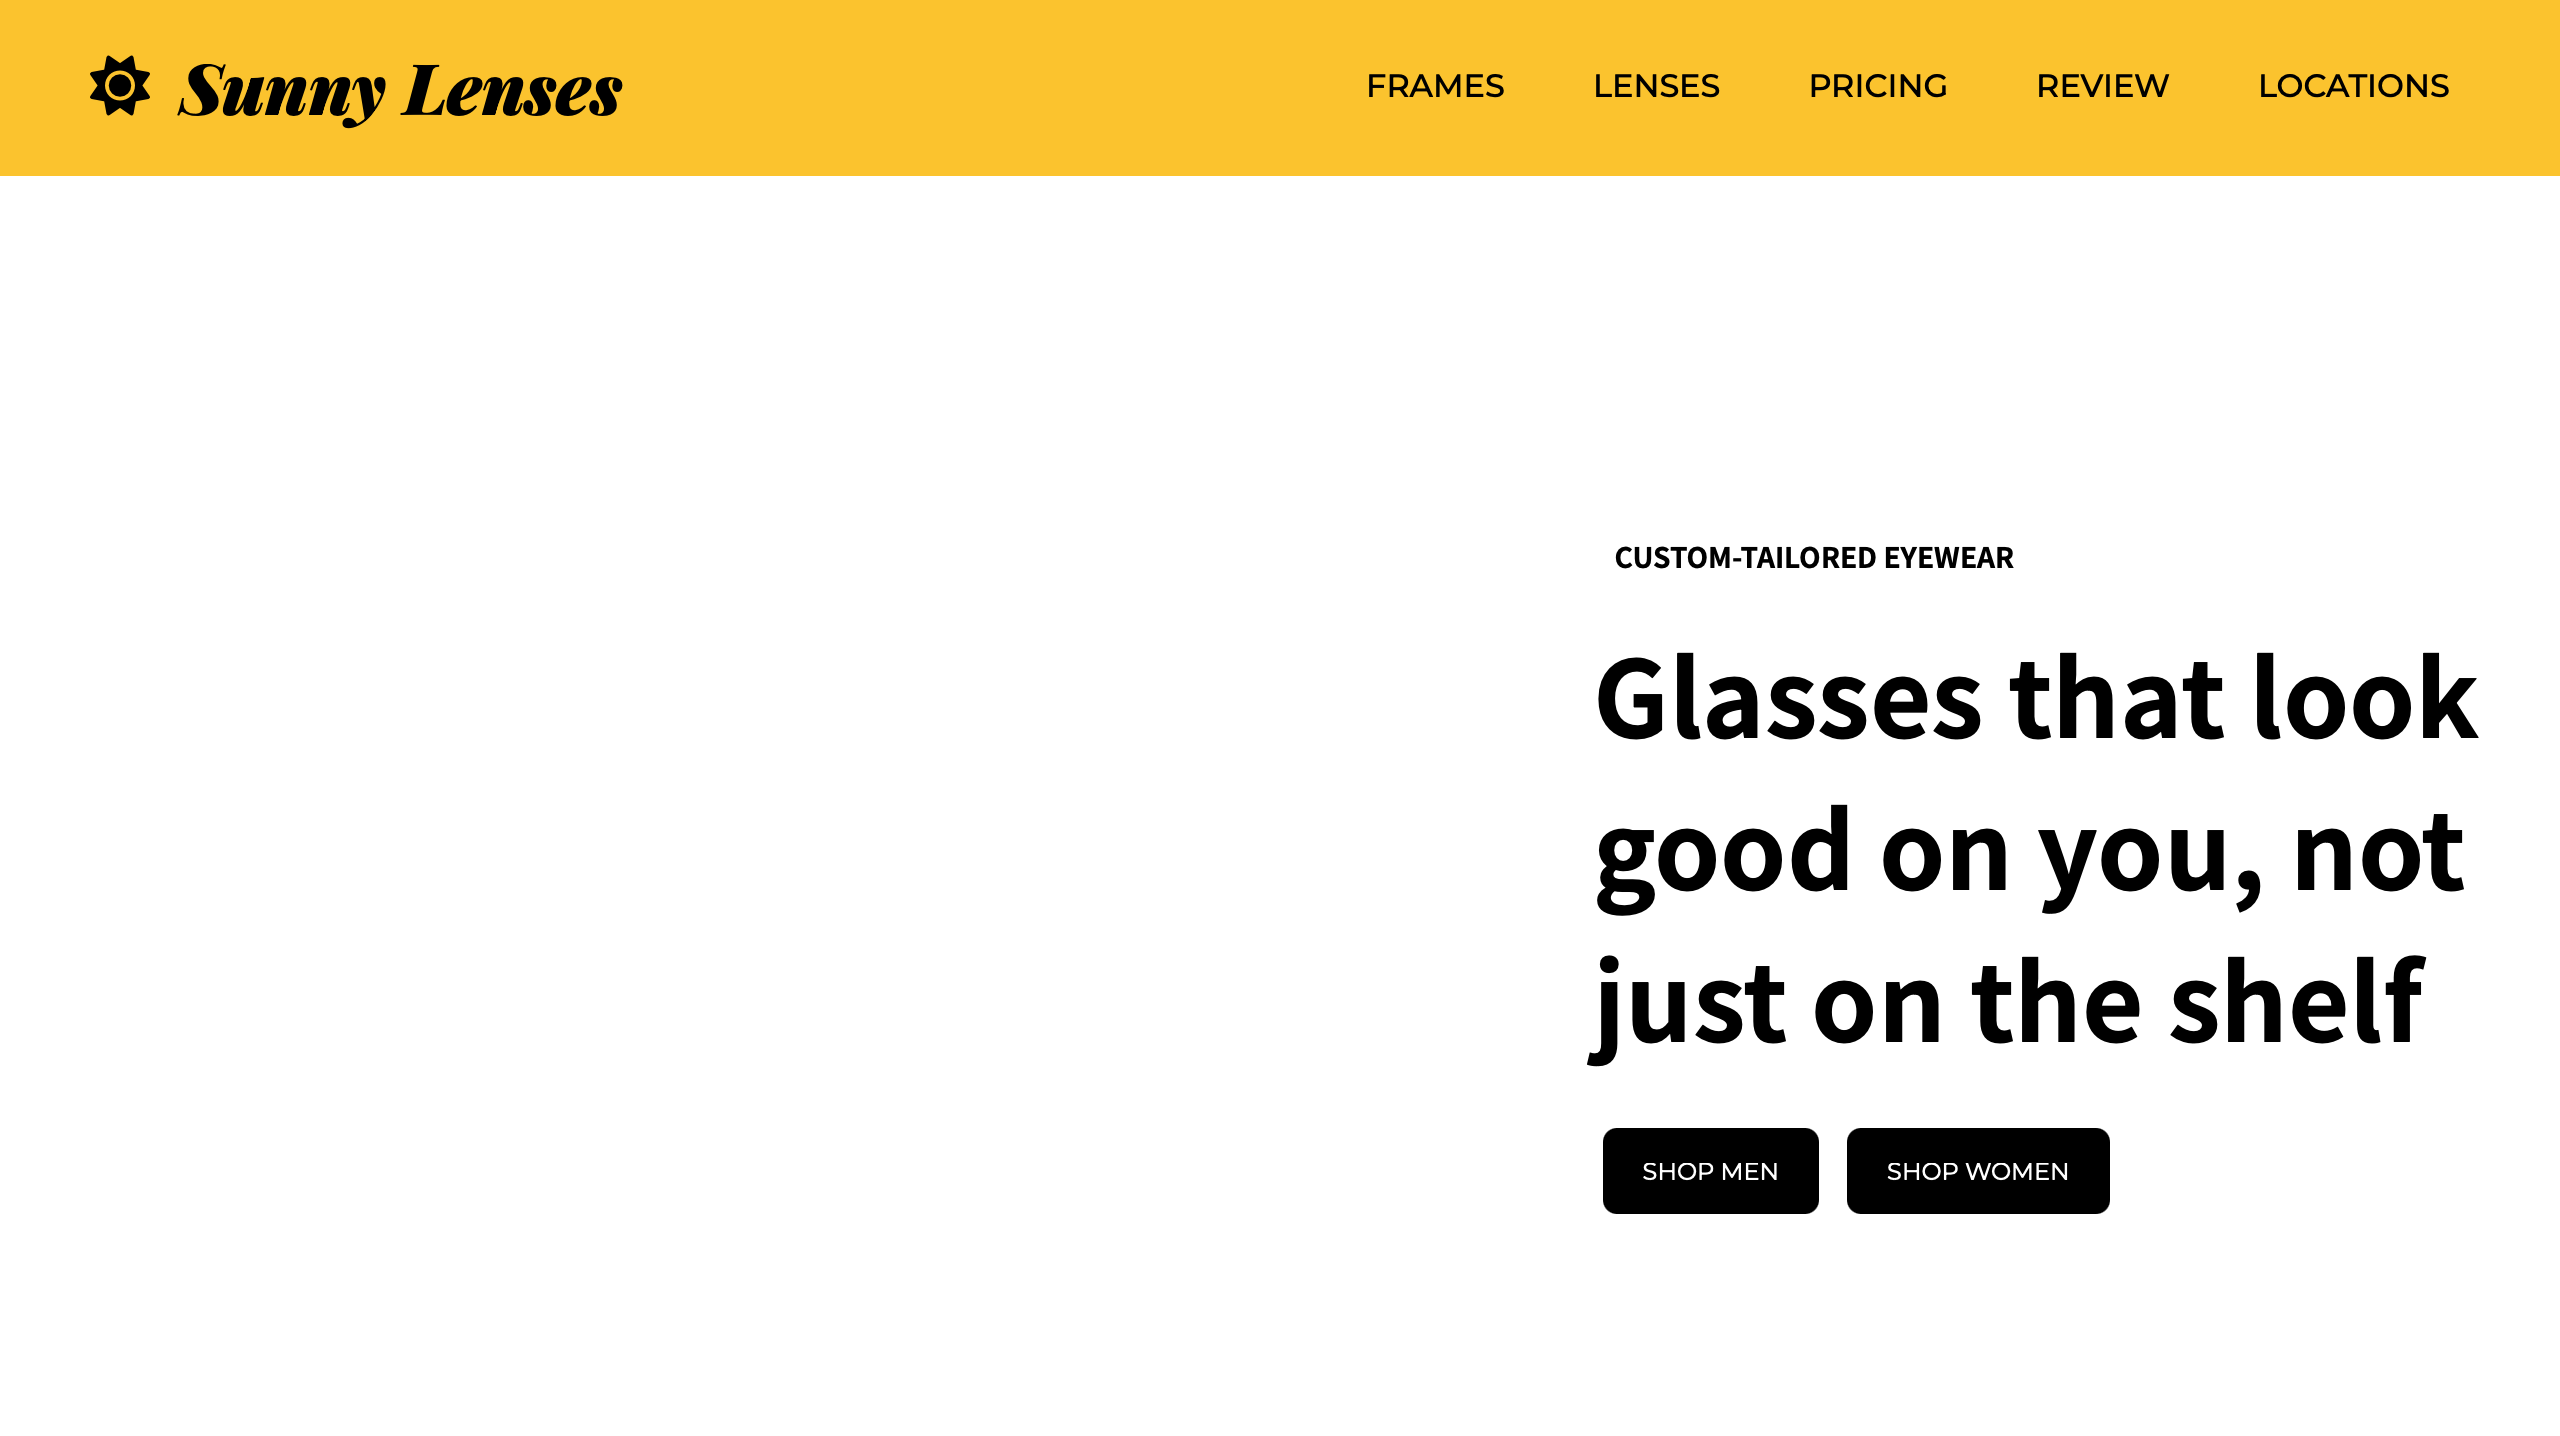 Sunny Lenses
FRAMES LENSES PRICING REVIEW LOCATIONS
CUSTOM-TAILORED EYEWEAR
Glasses that look
good on you, not
just on the shelf
SHOP MEN SHOP WOMEN